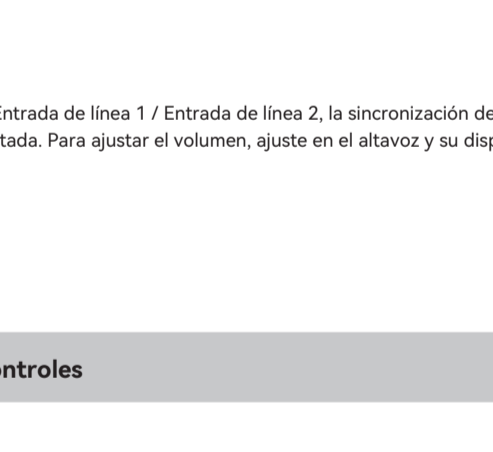 Entrada de línea 1 / Entrada de línea 2, la sincronización de
tada. Para ajustar el volumen, ajuste en el altavoz y su disp
ontroles